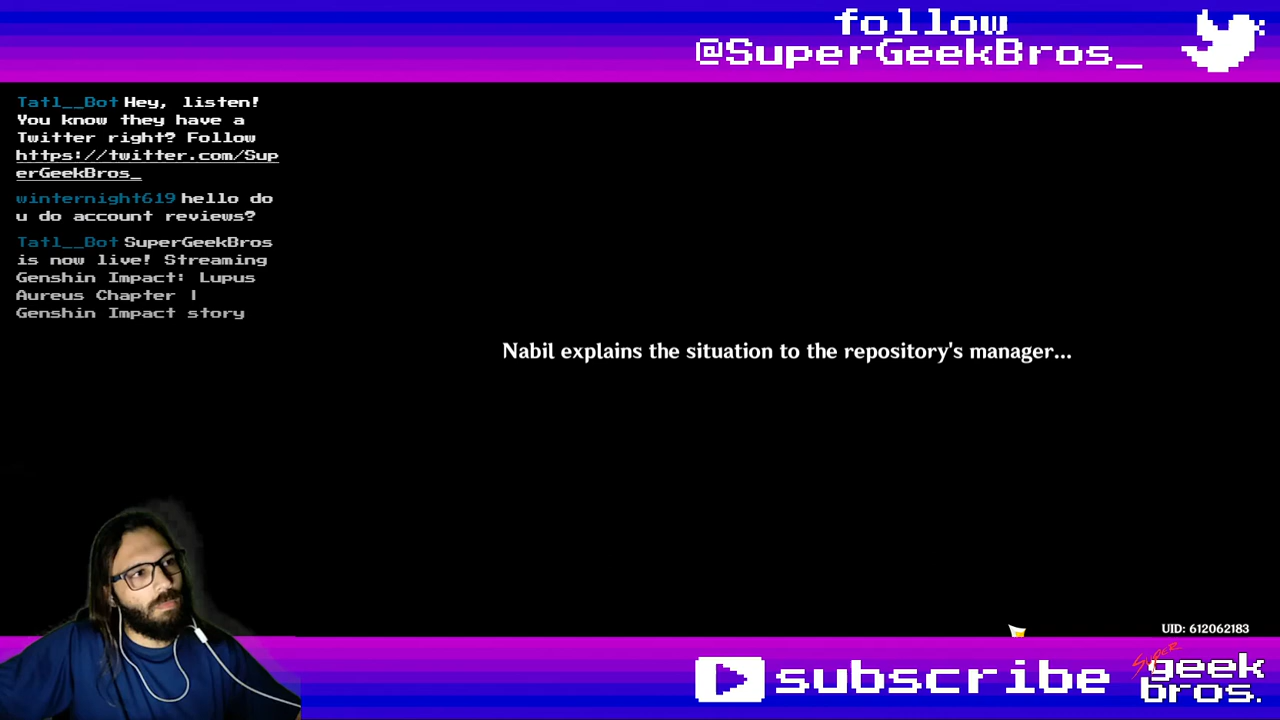 follow
@SuperGeekBros_
Tatl__Bot Hey, listen!
You know they have a
Twitter right? Follow
https://twitter.com/Sup
erGeekBros_
winternight619 hello do
u do account reviews?
Tatl__Bot SuperGeekBros
is now live! Streaming
Genshin Impact: Lupus
Aureus Chapter |
Genshin Impact story
Nabil explains the situation to the repository's manager...
UID: 612062183
subscribe
super
geek
bros.